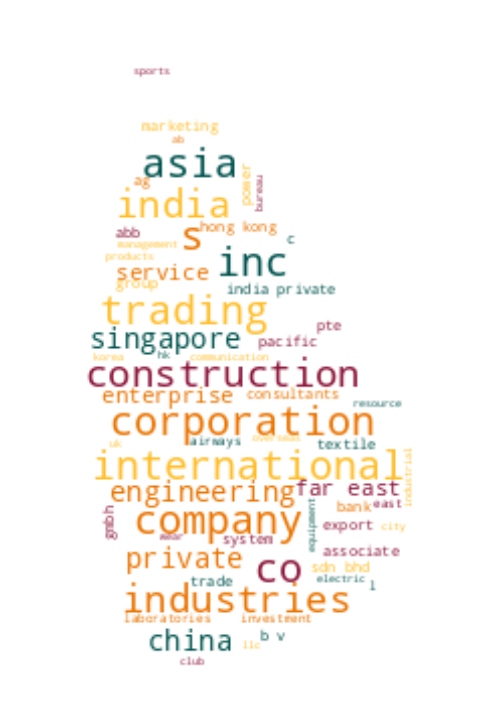 sports
marketing
ab
asia
ag
power
bureau
india
abb
s
hong kong
c
management
products
inc
service
group
india private
trading
pte
singapore
pacific
korea
hk
communication
construction
enterprise
consultants
resource
corporation
uk
airways
overseas
textile
international
industrial
engineering
far east
gmbh
company
equipment
bank
east
export
city
wear
system
private
associate
co
sdn bhd
trade
electric
l
industries
laboratories
investment
china
b v
llc
club